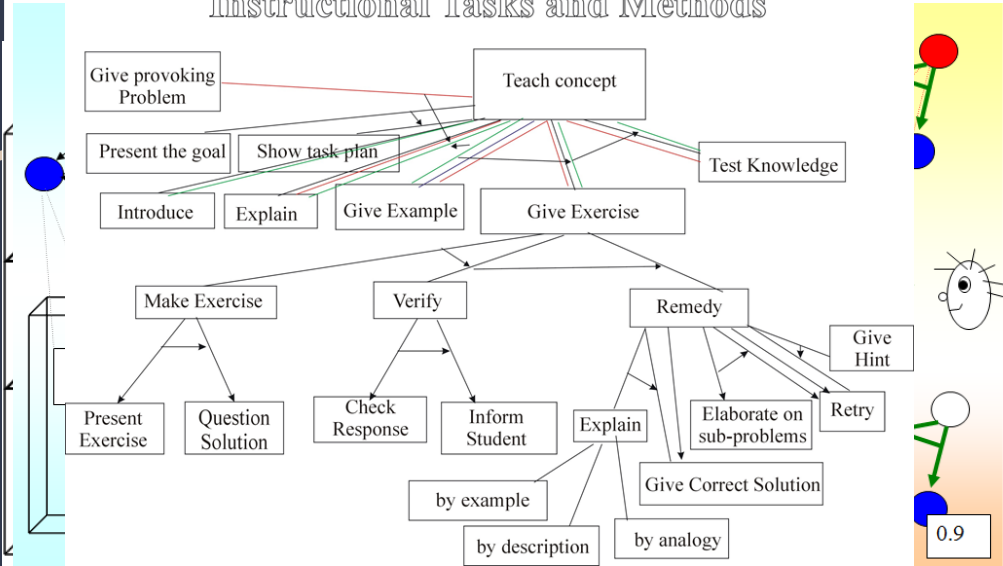 Instructional Tasks and Methods
Give provoking
Problem
Teach concept
Present the goal
Show task plan
Test Knowledge
Introduce
Explain
Give Example
Give Exercise
Make Exercise
Verify
Remedy
Give
Hint
Present
Exercise
Question
Solution
Check
Response
Inform
Student
Explain
Elaborate on
sub-problems
Retry
by example
Give Correct Solution
by description
by analogy
0.9